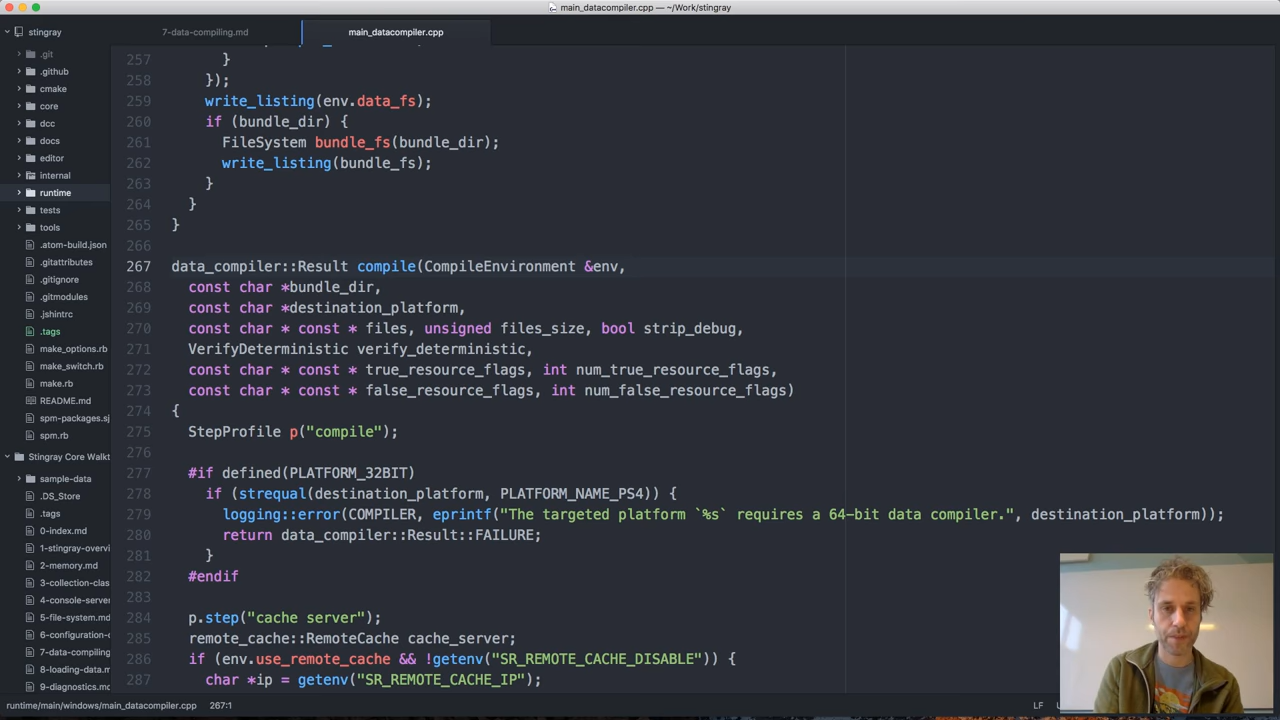 main_datacompiler.cpp — ~/Work/stingray
stingray
7-data-compiling.md
main_datacompiler.cpp
.git
.github
cmake
core
dcc
docs
editor
internal
runtime
tests
tools
.atom-build.json
.gitattributes
.gitignore
.gitmodules
.jshintrc
.tags
make_options.rb
make_switch.rb
make.rb
README.md
spm-packages.sj
spm.rb
Stingray Core Walkt
sample-data
.DS_Store
.tags
0-index.md
1-stingray-overvi
2-memory.md
3-collection-clas
4-console-server
5-file-system.md
6-configuration-
7-data-compiling
8-loading-data.m
9-diagnostics.md
257 }
258 });
259 write_listing(env.data_fs);
260 if (bundle_dir) {
261 FileSystem bundle_fs(bundle_dir);
262 write_listing(bundle_fs);
263 }
264 }
265 }
266
267 data_compiler::Result compile(CompileEnvironment &env,
268 const char *bundle_dir,
269 const char *destination_platform,
270 const char * const * files, unsigned files_size, bool strip_debug,
271 VerifyDeterministic verify_deterministic,
272 const char * const * true_resource_flags, int num_true_resource_flags,
273 const char * const * false_resource_flags, int num_false_resource_flags)
274 {
275 StepProfile p("compile");
276
277 #if defined(PLATFORM_32BIT)
278 if (strequal(destination_platform, PLATFORM_NAME_PS4)) {
279 logging::error(COMPILER, eprintf("The targeted platform `%s` requires a 64-bit data compiler.", destination_platform));
280 return data_compiler::Result::FAILURE;
281 }
282 #endif
283
284 p.step("cache server");
285 remote_cache::RemoteCache cache_server;
286 if (env.use_remote_cache && !getenv("SR_REMOTE_CACHE_DISABLE")) {
287 char *ip = getenv("SR_REMOTE_CACHE_IP");
runtime/main/windows/main_datacompiler.cpp 267:1
LF